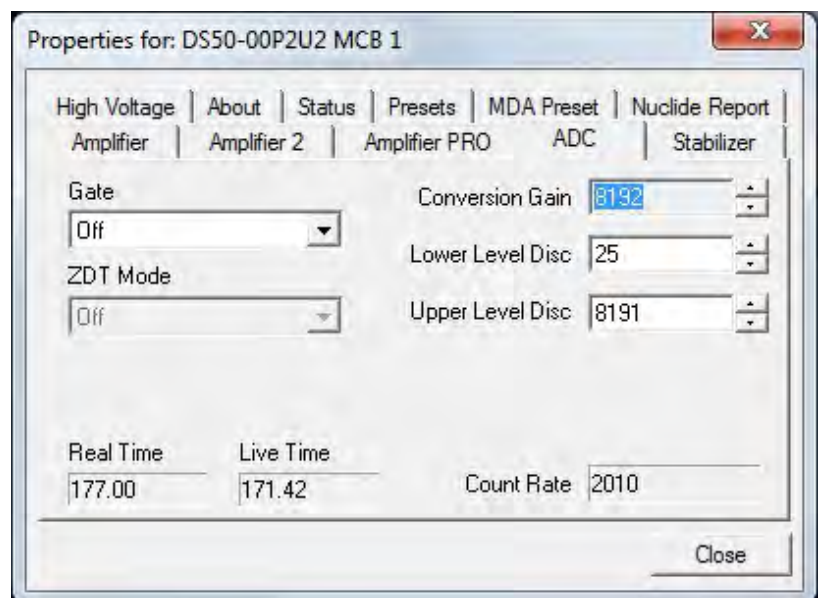 Properties for: DS50-00P2U2 MCB 1
High Voltage About Status Presets MDA Preset Nuclide Report
Amplifier Amplifier 2 Amplifier PRO ADC Stabilizer
Gate
Off
ZDT Mode
Off
Conversion Gain 8192
Lower Level Disc 25
Upper Level Disc 8191
Real Time
177.00
Live Time
171.42
Count Rate 2010
Close